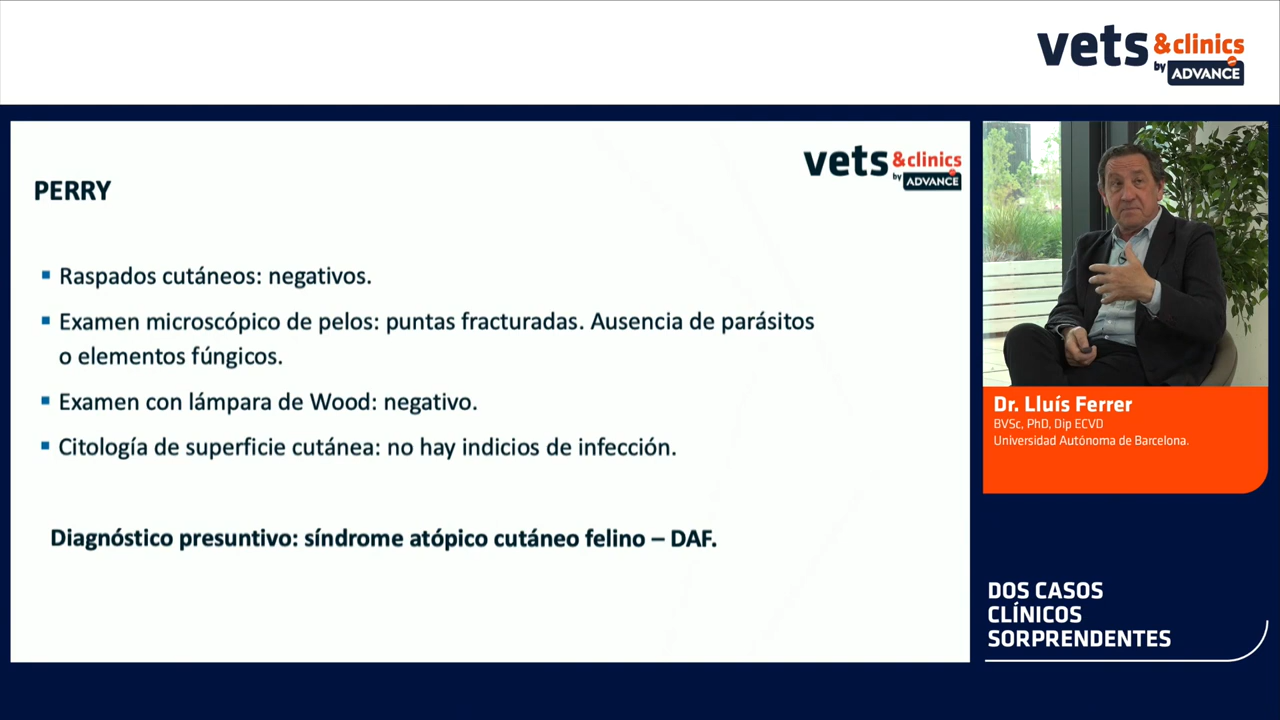 vets &clinics
by ADVANCE
vets &clinics
by ADVANCE
PERRY
Raspados cutáneos: negativos.
Examen microscópico de pelos: puntas fracturadas. Ausencia de parásitos
o elementos fúngicos.
Examen con lámpara de Wood: negativo.
Citología de superficie cutánea: no hay indicios de infección.
Diagnóstico presuntivo: síndrome atópico cutáneo felino – DAF.
Dr. Lluís Ferrer
BVSc, PhD, Dip ECVD
Universidad Autónoma de Barcelona.
DOS CASOS
CLÍNICOS
SORPRENDENTES